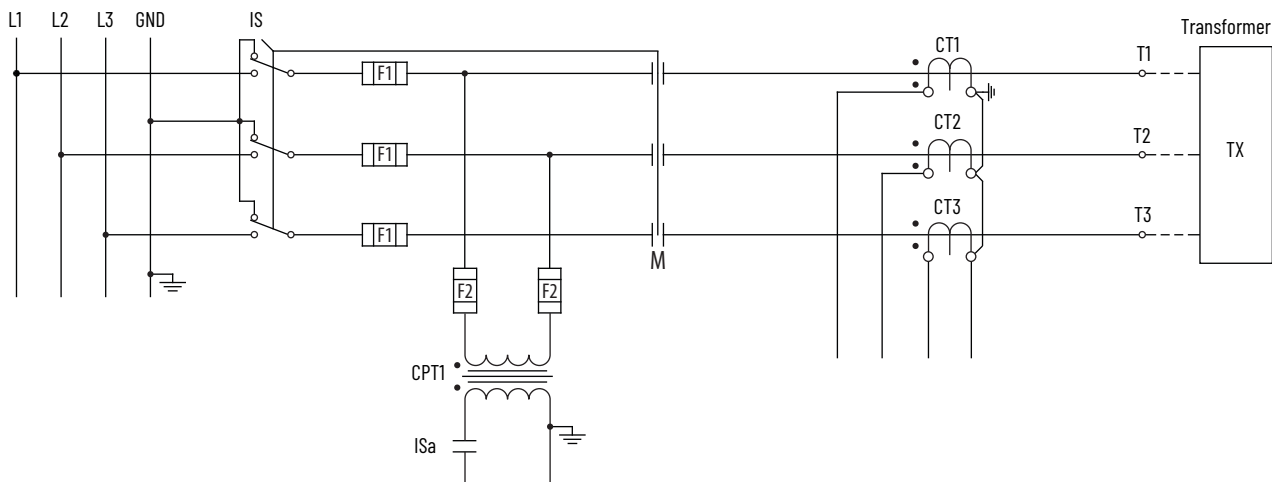 L1 L2 L3 GND IS
Transformer
CT1 T1
F1
CT2 T2
F1 TX
CT3 T3
F1
M
F2 F2
CPT1
ISa